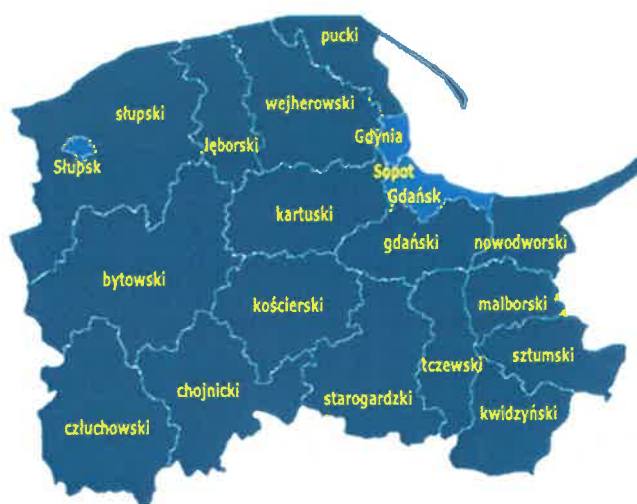 pucki
słupski
wejherowski
Gdynia
lęborski
Słupsk
Sopot
Gdańsk
kartuski
gdański
nowodworski
bytowski
kościerski
malborski
sztumski
tczewski
chojnicki
starogardzki
kwidzyński
człuchowski